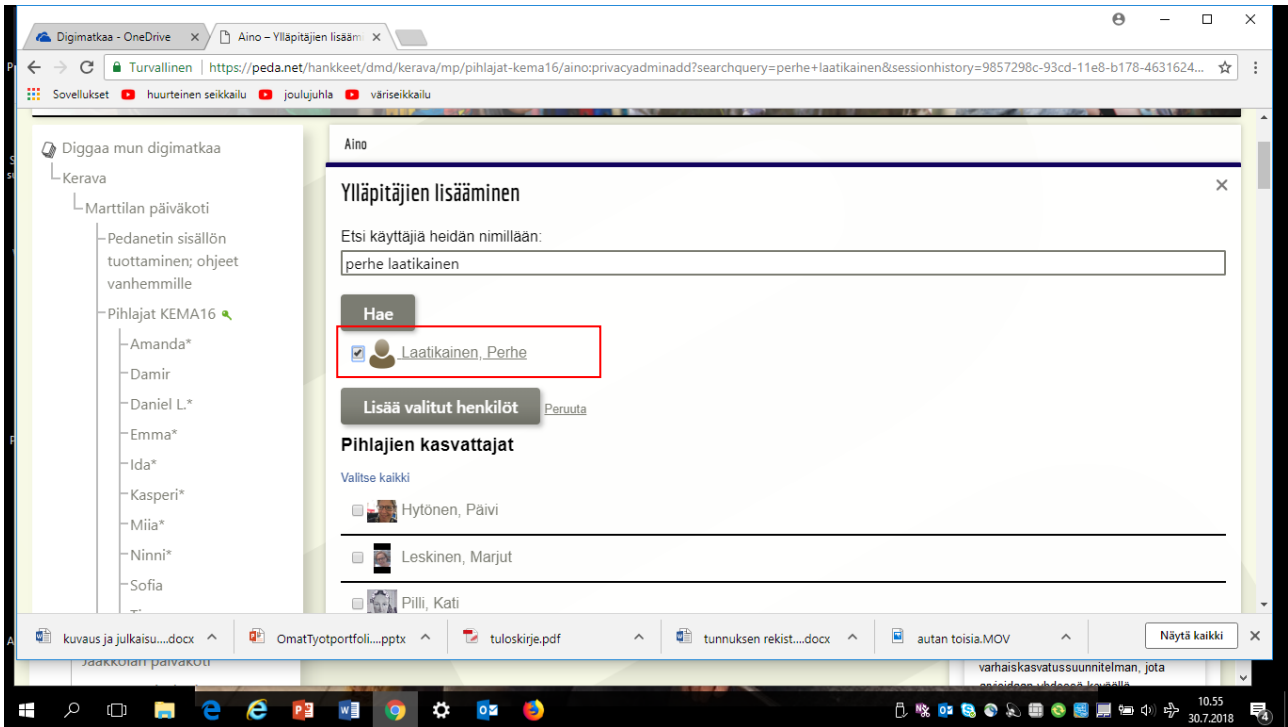 Digimatkaa - OneDrive
Aino – Ylläpitäjien lisääm
Turvallinen | https://peda.net/hankkeet/dmd/kerava/mp/pihlajat-kema16/aino:privacyadminadd?searchquery=perhe+laatikainen&sessionhistory=9857298c-93cd-11e8-b178-4631624...
Sovellukset huurteinen seikkailu joulujuhla väriseikkailu
Diggaa mun digimatkaa
Kerava
Marttilan päiväkoti
Pedanetin sisällön
tuottaminen; ohjeet
vanhemmille
Pihlajat KEMA16
Amanda*
Damir
Daniel L.*
Emma*
Ida*
Kasperi*
Miia*
Ninni*
Sofia
Aino
Ylläpitäjien lisääminen
Etsi käyttäjiä heidän nimillään:
perhe laatikainen
Hae
Laatikainen, Perhe
Lisää valitut henkilöt Peruuta
Pihlajien kasvattajat
Valitse kaikki
Hytönen, Päivi
Leskinen, Marjut
Pilli, Kati
kuvaus ja julkaisu....docx
OmatTyotportfoli....pptx
tuloskirje.pdf
tunnuksen rekist....docx
autan toisia.MOV
Näytä kaikki
Jaakkolan päiväkoti
varhaiskasvatussuunnitelman, jota
10.55
30.7.2018
4